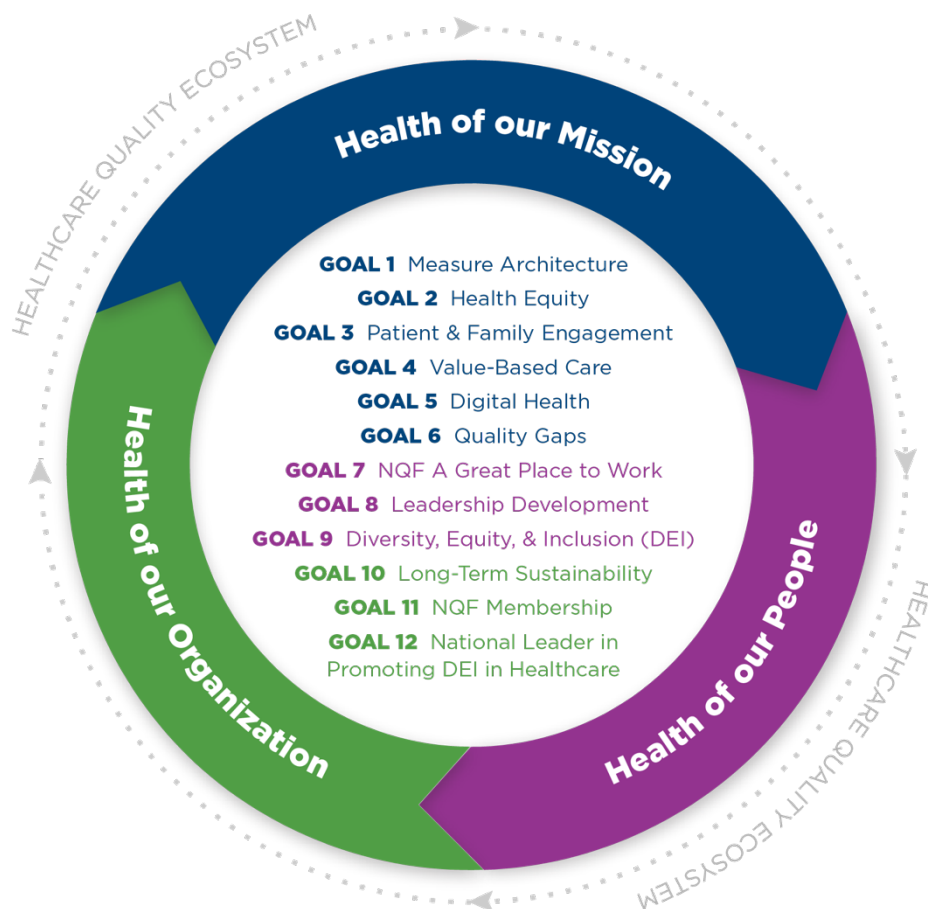 HEALTHCARE QUALITY ECOSYSTEM
Health of our Mission
GOAL 1 Measure Architecture
GOAL 2 Health Equity
GOAL 3 Patient & Family Engagement
GOAL 4 Value-Based Care
GOAL 5 Digital Health
GOAL 6 Quality Gaps
GOAL 7 NQF A Great Place to Work
GOAL 8 Leadership Development
GOAL 9 Diversity, Equity, & Inclusion (DEI)
GOAL 10 Long-Term Sustainability
GOAL 11 NQF Membership
GOAL 12 National Leader in
Promoting DEI in Healthcare
Health of our People
Health of our Organization
HEALTHCARE QUALITY ECOSYSTEM